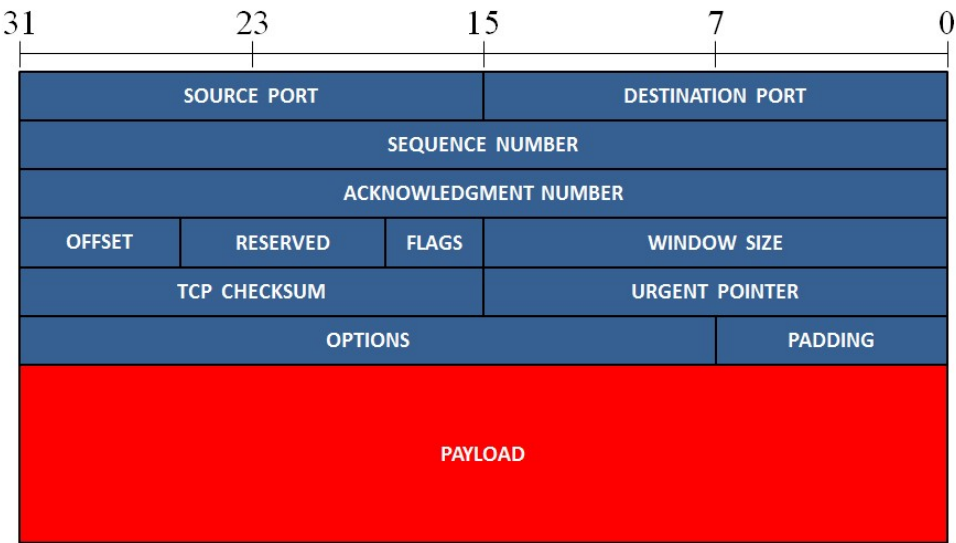 31 23 15 7 0
SOURCE PORT DESTINATION PORT
SEQUENCE NUMBER
ACKNOWLEDGMENT NUMBER
OFFSET RESERVED FLAGS WINDOW SIZE
TCP CHECKSUM URGENT POINTER
OPTIONS PADDING
PAYLOAD